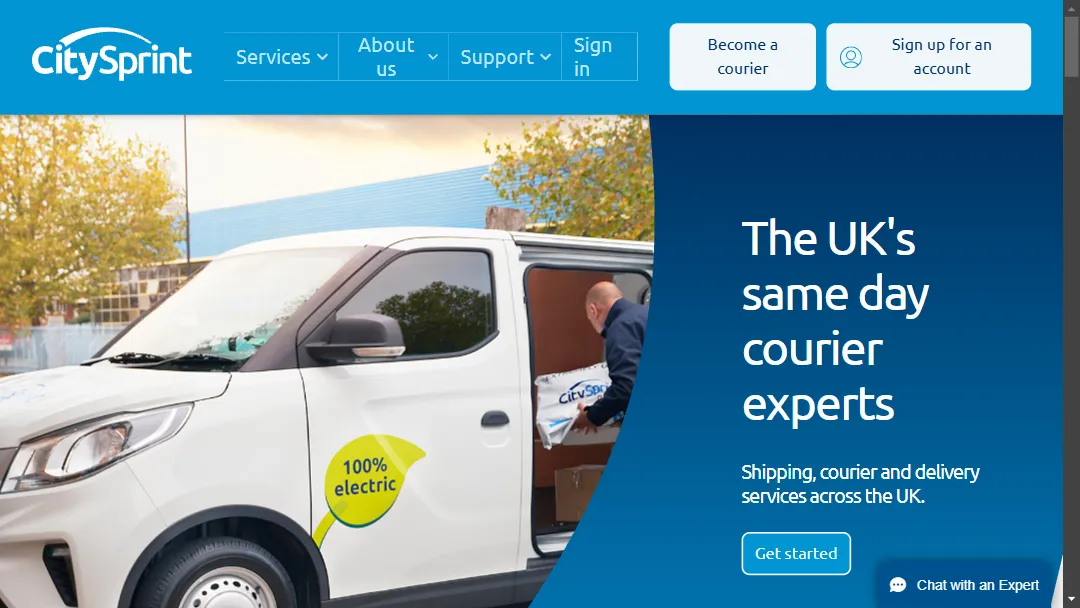 CitySprint
Services
About
us
Support
Sign
in
Become a
courier
Sign up for an
account
The UK's
same day
courier
experts
CitySpri
100%
electric
Shipping, courier and delivery
services across the UK.
Get started
Chat with an Expert